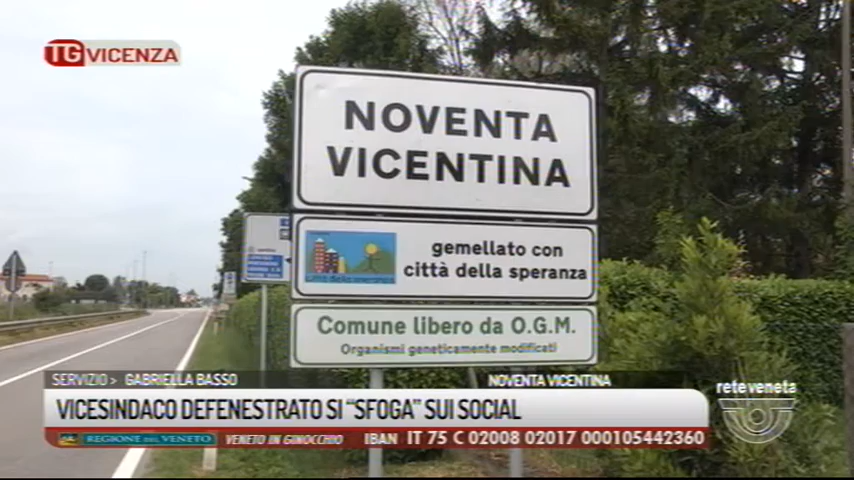 TG VICENZA
NOVENTA
VICENTINA
gemellato con
città della speranza
Comune libero da O.G.M.
Organismi geneticamente modificati
SERVIZIO> GABRIELLA BASSO
NOVENTA VICENTINA
VICESINDACO DEFENESTRATO SI "SFOGA" SUI SOCIAL
reteveneta
REGIONE DEL VENETO VENETO IN GINOCCHIO IBAN IT 75 C 02008 02017 000105442360